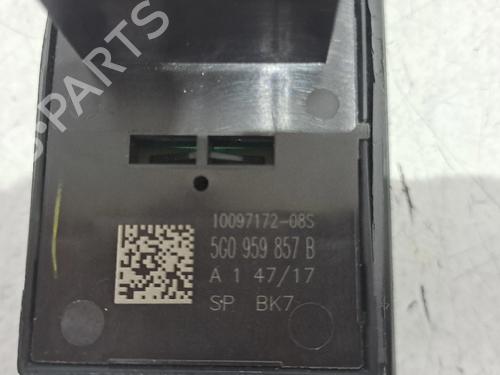 B-PARTS
10097172-08S
5G0 959 857 B
A 1 47/17
SP BK7